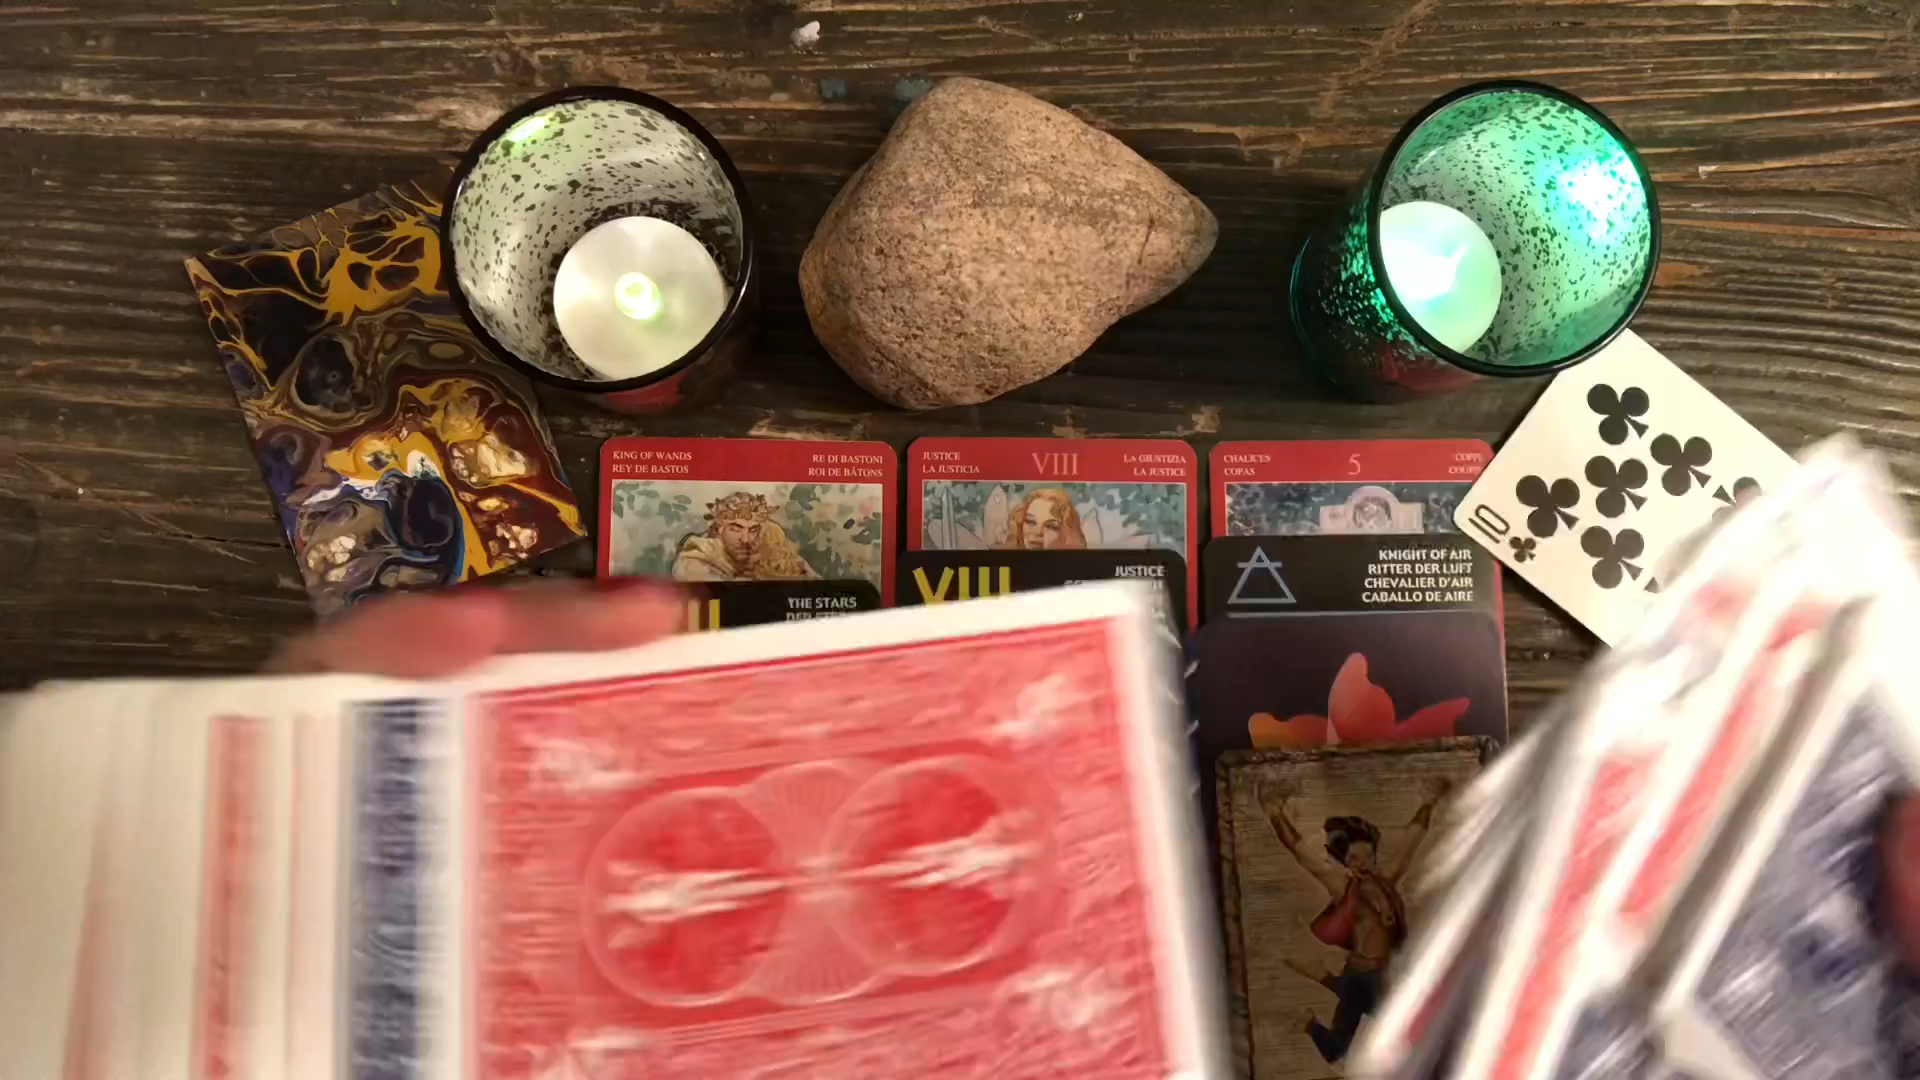 KING OF WANDS
REY DE BASTOS
RE DI BASTONI
ROI DE BÂTONS
JUSTICE
LA JUSTICIA
VIII
LA GIUSTIZIA
LA JUSTICE
CHALICES
COPAS
5
COPPE
THE STARS
VIII
JUSTICE
KNIGHT OF AIR
RITTER DER LUFT
CHEVALIER D'AIR
CABALLO DE AIRE
10